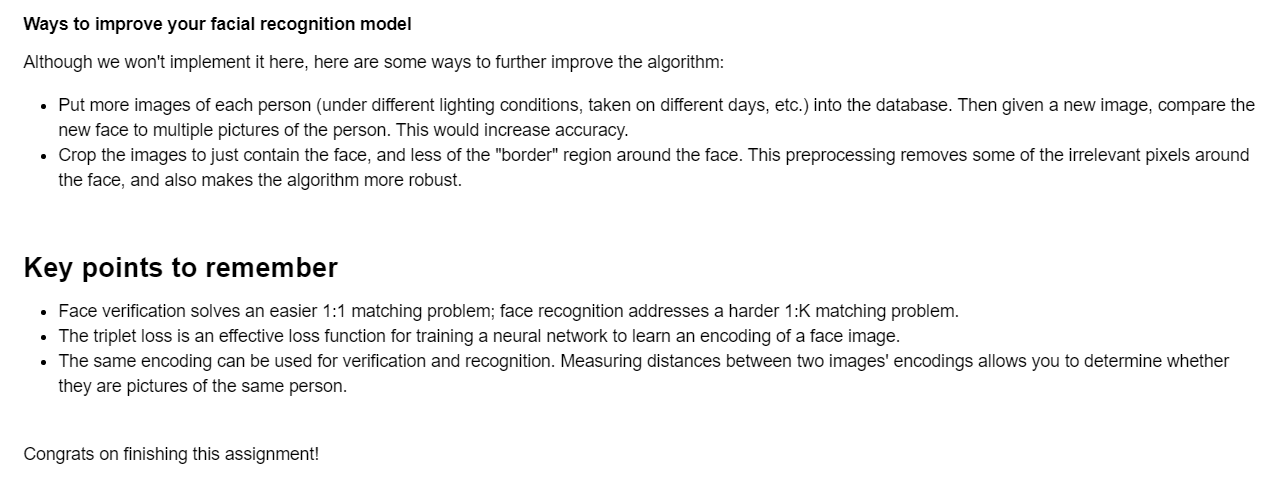 Ways to improve your facial recognition model
Although we won't implement it here, here are some ways to further improve the algorithm:
• Put more images of each person (under different lighting conditions, taken on different days, etc.) into the database. Then given a new image, compare the
new face to multiple pictures of the person. This would increase accuracy.
• Crop the images to just contain the face, and less of the "border" region around the face. This preprocessing removes some of the irrelevant pixels around
the face, and also makes the algorithm more robust.
Key points to remember
• Face verification solves an easier 1:1 matching problem; face recognition addresses a harder 1:K matching problem.
• The triplet loss is an effective loss function for training a neural network to learn an encoding of a face image.
• The same encoding can be used for verification and recognition. Measuring distances between two images' encodings allows you to determine whether
they are pictures of the same person.
Congrats on finishing this assignment!